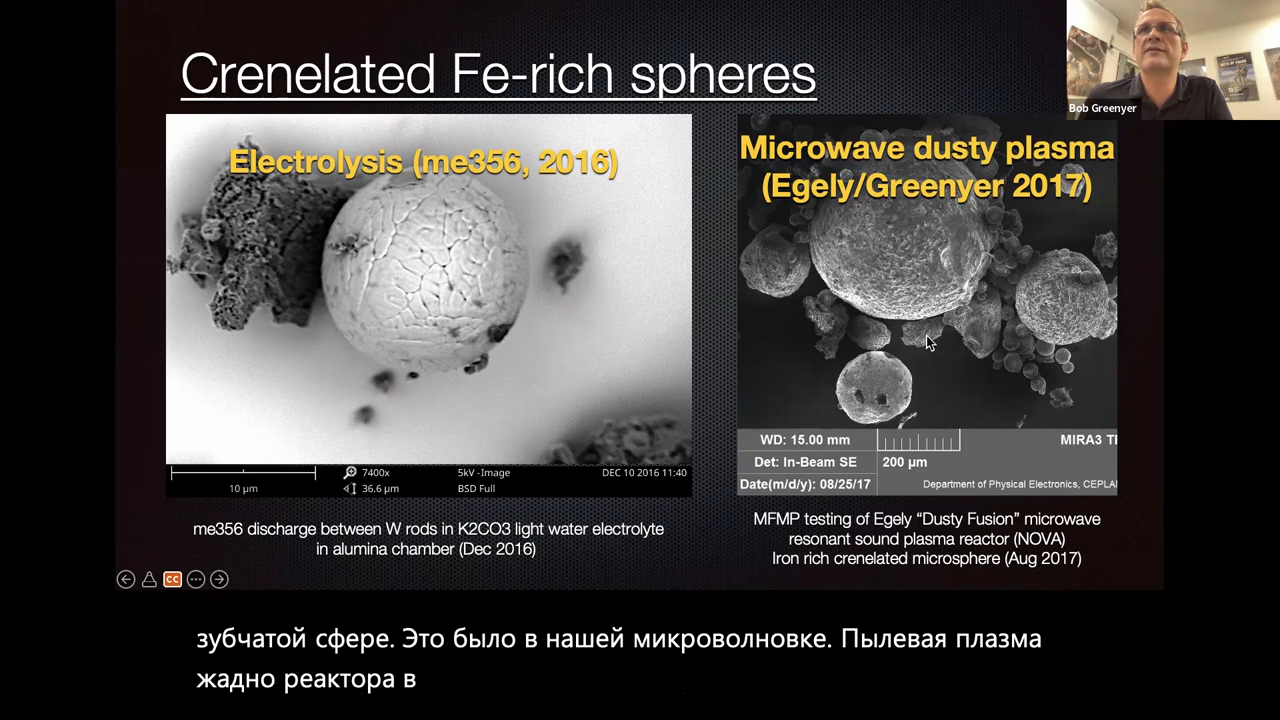 Crenelated Fe-rich spheres
Bob Greenyer
Electrolysis (me356, 2016)
7400x
5kV -Image
DEC 10 2016 11:40
10 µm
36.6 µm
BSD Full
me356 discharge between W rods in K2CO3 light water electrolyte
in alumina chamber (Dec 2016)
Microwave dusty plasma
(Egely/Greenyer 2017)
WD: 15.00 mm
MIRA3 T
Det: In-Beam SE
200 µm
Date(m/d/y): 08/25/17
Department of Physical Electronics, CEPLA
MFMP testing of Egely “Dusty Fusion” microwave
resonant sound plasma reactor (NOVA)
Iron rich crenelated microsphere (Aug 2017)
CC
зубчатой сфере. Это было в нашей микроволновке. Пылевая плазма
жадно реактора в